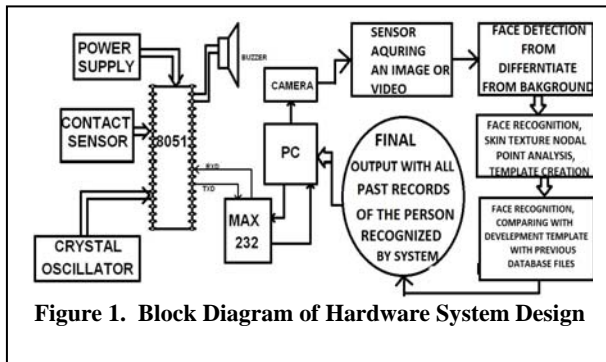 POWER
SUPPLY
CONTACT
SENSOR
CRYSTAL
OSCILLATOR
8051
BUZZER
RXD
TXD
MAX
232
PC
CAMERA
SENSOR
AQURING
AN IMAGE OR
VIDEO
FACE DETECTION
FROM
DIFFERNTIATE
FROM BAKGROUND
FACE RECOGNITION,
SKIN TEXTURE NODAL
POINT ANALYSIS,
TEMPLATE CREATION
FACE RECOGNITION,
COMPARING WITH
DEVELEPMENT TEMPLATE
WITH PREVIOUS
DATABASE FILES
FINAL
OUTPUT WITH ALL
PAST RECORDS
OF THE PERSON
RECOGNIZED
BY SYSTEM
Figure 1. Block Diagram of Hardware System Design